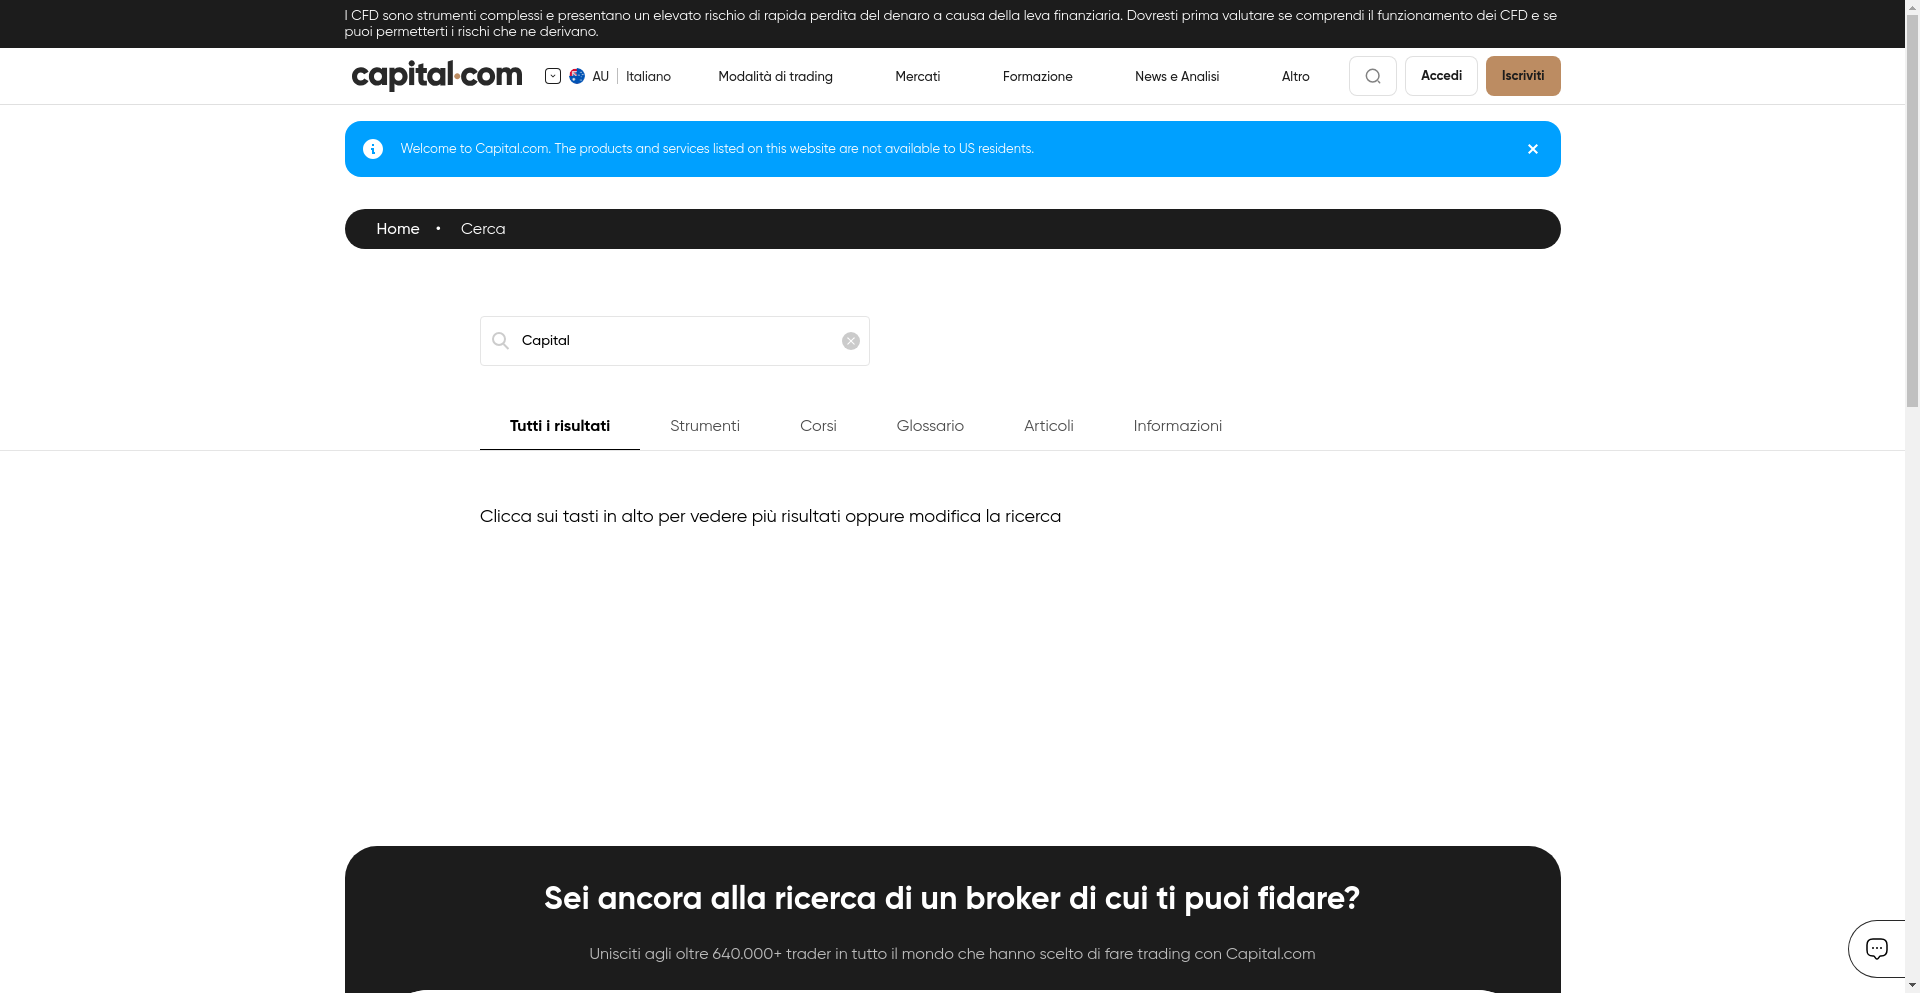 I CFD sono strumenti complessi e presentano un elevato rischio di rapida perdita del denaro a causa della leva finanziaria. Dovresti prima valutare se comprendi il funzionamento dei CFD e se
puoi permetterti i rischi che ne derivano.
capital.com
AU
Italiano
Modalità di trading
Mercati
Formazione
News e Analisi
Altro
Accedi
Iscriviti
Welcome to Capital.com. The products and services listed on this website are not available to US residents.
Home
Cerca
Capital
Tutti i risultati
Strumenti
Corsi
Glossario
Articoli
Informazioni
Clicca sui tasti in alto per vedere più risultati oppure modifica la ricerca
Sei ancora alla ricerca di un broker di cui ti puoi fidare?
Unisciti agli oltre 640.000+ trader in tutto il mondo che hanno scelto di fare trading con Capital.com